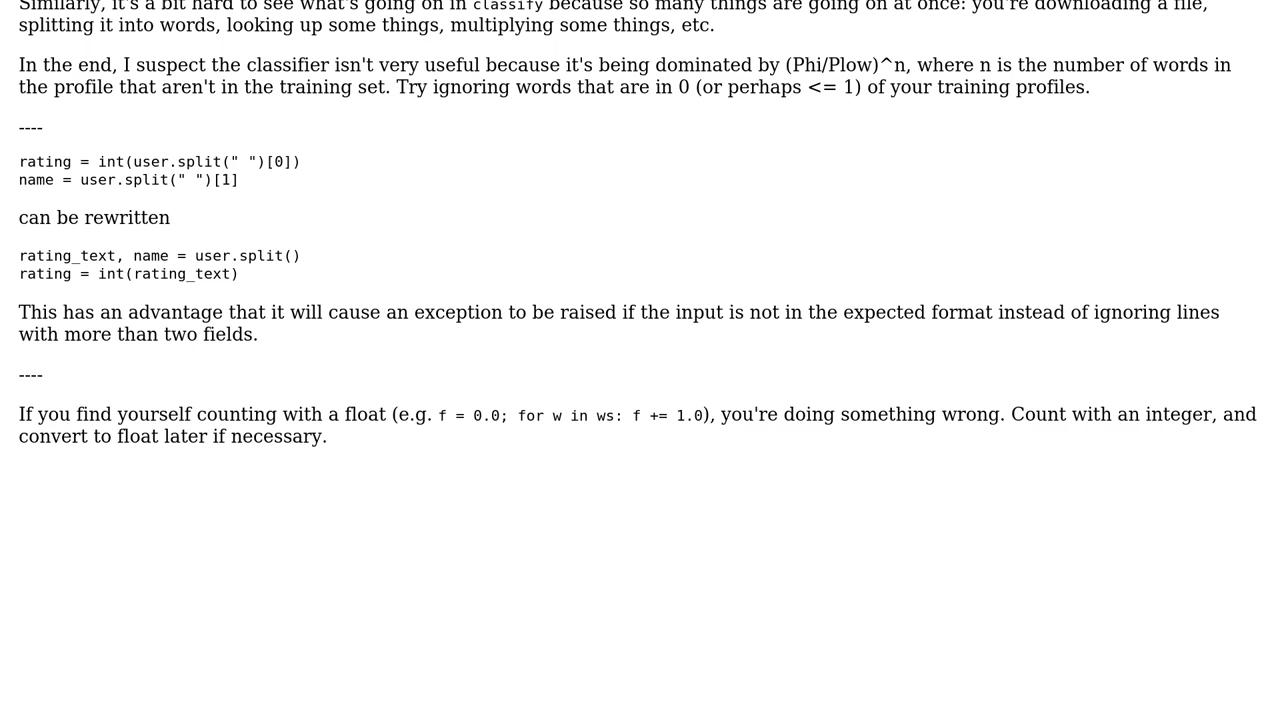 Similarly, it's a bit hard to see what's going on in classify because so many things are going on at once: you're downloading a file,
splitting it into words, looking up some things, multiplying some things, etc.
In the end, I suspect the classifier isn't very useful because it's being dominated by (Phi/Plow)^n, where n is the number of words in
the profile that aren't in the training set. Try ignoring words that are in 0 (or perhaps <= 1) of your training profiles.
----
rating = int(user.split(" ")[0])
name = user.split(" ")[1]
can be rewritten
rating_text, name = user.split()
rating = int(rating_text)
This has an advantage that it will cause an exception to be raised if the input is not in the expected format instead of ignoring lines
with more than two fields.
----
If you find yourself counting with a float (e.g. f = 0.0; for w in ws: f += 1.0), you're doing something wrong. Count with an integer, and
convert to float later if necessary.